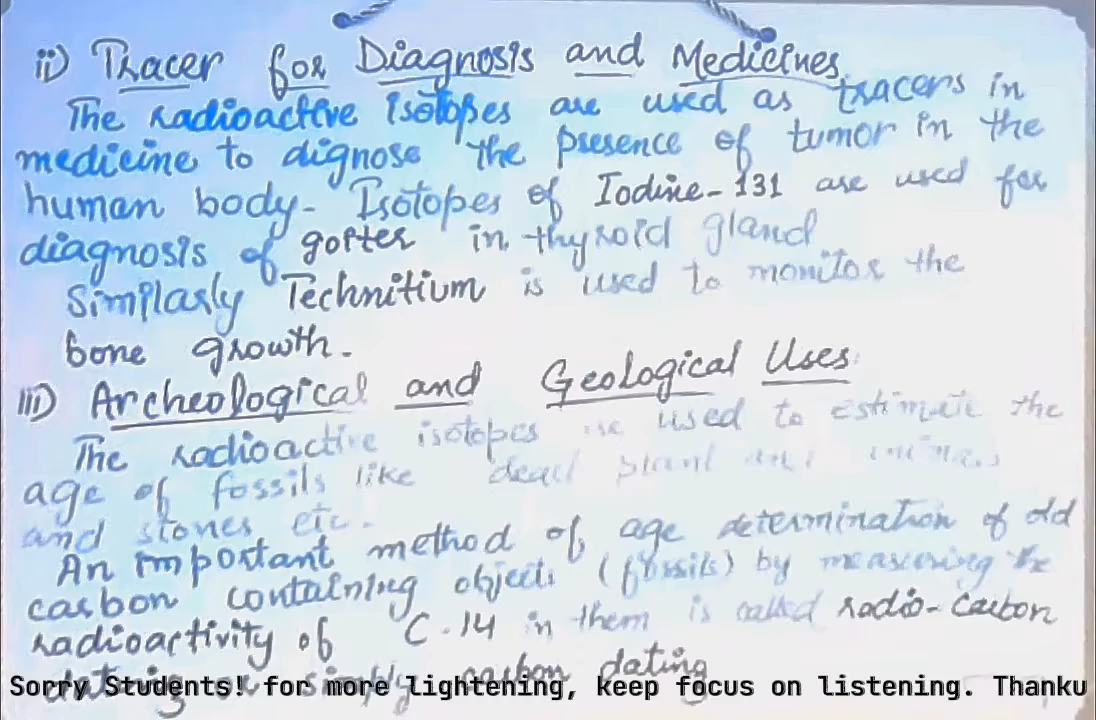 ii) Tracer for Diagnosis and Medicines
The radioactive isotopes are used as tracers in
medicine to dignose the presence of tumor in the
human body. Isotopes of Iodine-131 are used for
diagnosis of goiter in thyroid gland
Similarly Technitium is used to monitor the
bone growth.
iii) Archeological and Geological Uses
The radioactive isotopes are used to estimate the
age of fossils like dead plant and animals
and stones etc.
An important method of age determination of old
carbon containing objects (fossils) by measuring the
radioactivity of C-14 in them is called radio-carbon
dating or simply carbon dating
Sorry Students! for more lightening, keep focus on listening. Thanku